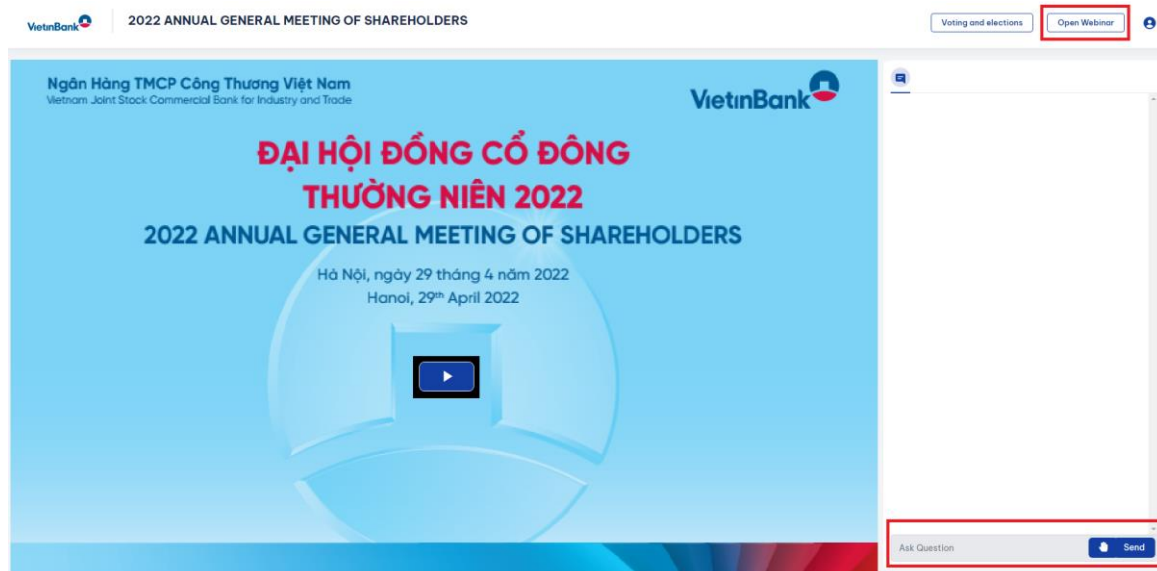 VietinBank
2022 ANNUAL GENERAL MEETING OF SHAREHOLDERS
Voting and elections
Open Webinar
Ngân Hàng TMCP Công Thương Việt Nam
Vietnam Joint Stock Commercial Bank for Industry and Trade
VietinBank
ĐẠI HỘI ĐỒNG CỔ ĐÔNG
THƯỜNG NIÊN 2022
2022 ANNUAL GENERAL MEETING OF SHAREHOLDERS
Hà Nội, ngày 29 tháng 4 năm 2022
Hanoi, 29th April 2022
Ask Question
Send